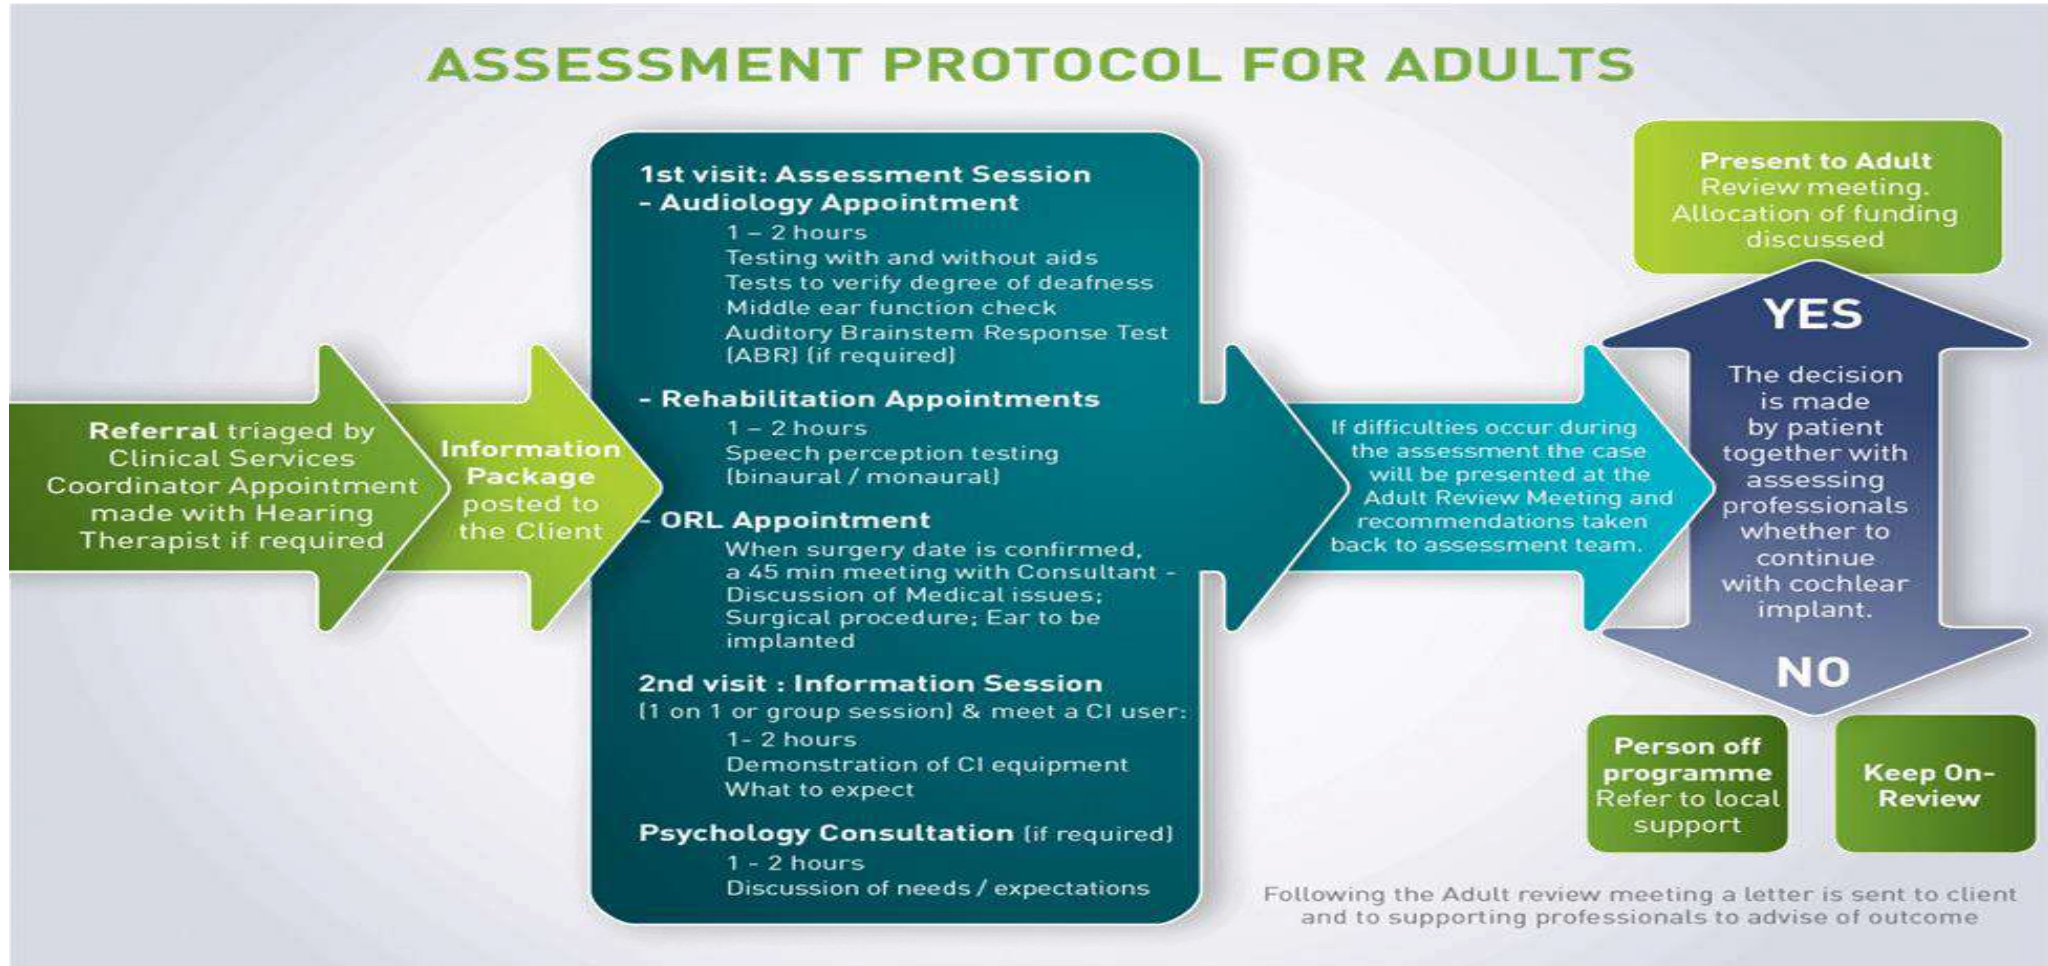 ASSESSMENT PROTOCOL FOR ADULTS
Referral triaged by
Clinical Services
Coordinator Appointment
made with Hearing
Therapist if required
Information
Package
posted to
the Client
1st visit: Assessment Session
- Audiology Appointment
1 – 2 hours
Testing with and without aids
Tests to verify degree of deafness
Middle ear function check
Auditory Brainstem Response Test
(ABR) (if required)
- Rehabilitation Appointments
1 – 2 hours
Speech perception testing
(binaural / monaural)
- ORL Appointment
When surgery date is confirmed,
a 45 min meeting with Consultant -
Discussion of Medical issues;
Surgical procedure; Ear to be
implanted
2nd visit : Information Session
(1 on 1 or group session) & meet a CI user:
1- 2 hours
Demonstration of CI equipment
What to expect
Psychology Consultation (if required)
1 - 2 hours
Discussion of needs / expectations
If difficulties occur during
the assessment the case
will be presented at the
Adult Review Meeting and
recommendations taken
back to assessment team.
Present to Adult
Review meeting.
Allocation of funding
discussed
YES
The decision
is made
by patient
together with
assessing
professionals
whether to
continue
with cochlear
implant.
NO
Person off
programme
Refer to local
support
Keep On-
Review
Following the Adult review meeting a letter is sent to client
and to supporting professionals to advise of outcome